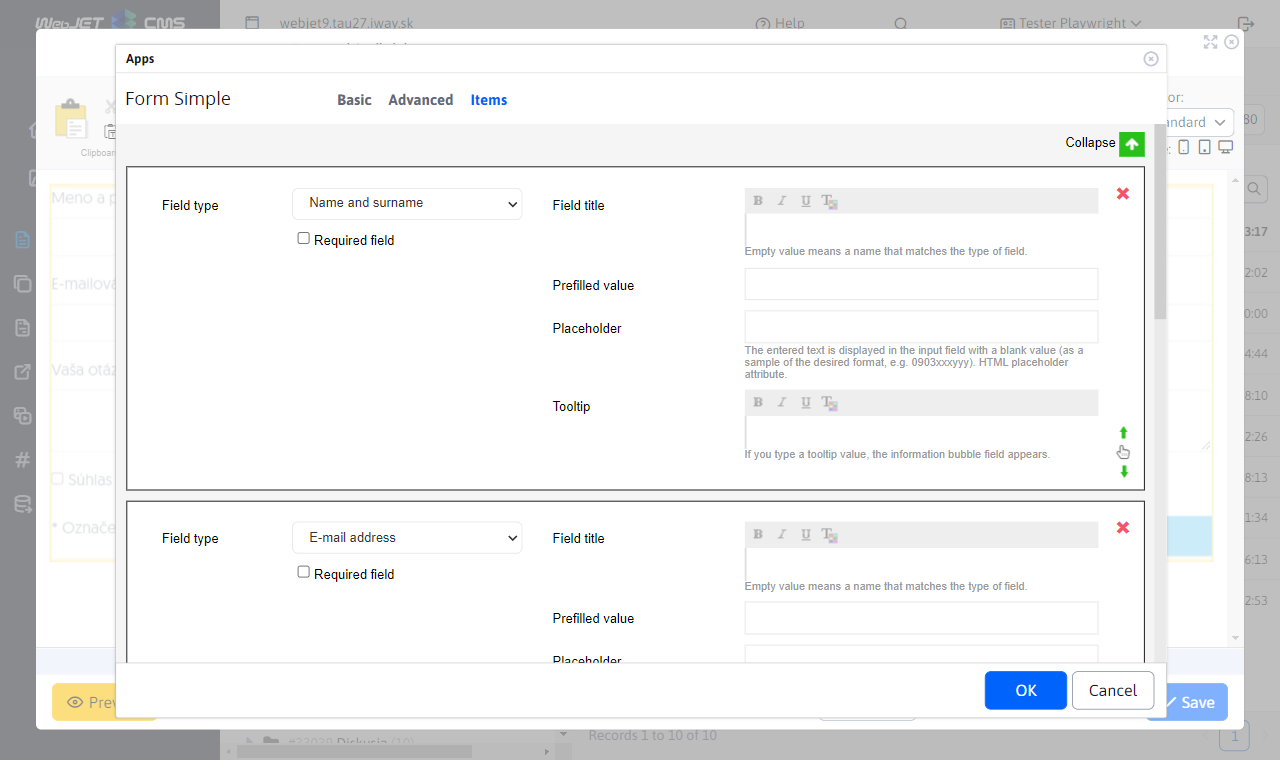 WebJET CMS
webjet9.tau27.iway.sk
Help
Tester Playwright
Apps
Form Simple
Basic
Advanced
Items
Clipboar
or:
ndard
80
Collapse
Meno a p
Field type
Name and surname
Required field
Field title
B I U T
Empty value means a name that matches the type of field.
Prefilled value
Placeholder
The entered text is displayed in the input field with a blank value (as a
sample of the desired format, e.g. 0903xxxyyy). HTML placeholder
attribute.
Tooltip
B I U T
If you type a tooltip value, the information bubble field appears.
E-mailová
Vaša otáz
Súhlas
* Označe
3:17
2:02
0:00
4:44
8:10
2:26
8:13
1:34
6:13
2:53
Field type
E-mail address
Required field
Field title
B I U T
Empty value means a name that matches the type of field.
Prefilled value
Placeholder
OK
Cancel
Prev
Save
#33038 Diskusia (10)
Records 1 to 10 of 10
1